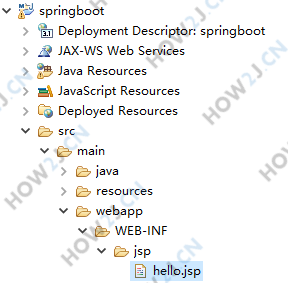 springboot
Deployment Descriptor: springboot
JAX-WS Web Services
Java Resources
JavaScript Resources
Deployed Resources
src
main
java
resources
webapp
WEB-INF
jsp
hello.jsp
HOW2J.CN
HOW2J.CN
HOW2J.CN
HOW2J.CN
HOW2J.CN